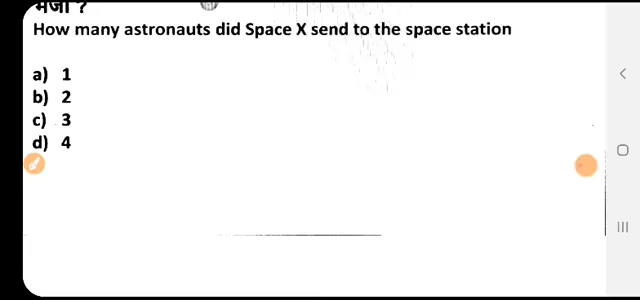 How many astronauts did Space X send to the space station
a) 1
b) 2
c) 3
d) 4